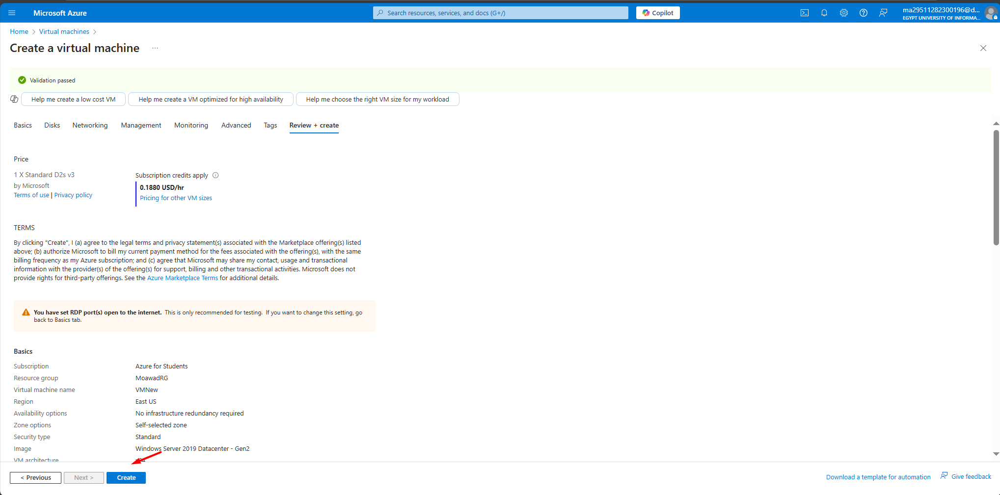 Microsoft Azure
Search resources, services, and docs (G+/)
Copilot
ma29511282300196@d...
EGYPT UNIVERSITY OF INFORMA...
Home > Virtual machines >
Create a virtual machine ...
Validation passed
Help me create a low cost VM
Help me create a VM optimized for high availability
Help me choose the right VM size for my workload
Basics Disks Networking Management Monitoring Advanced Tags Review + create
Price
1 X Standard D2s v3
by Microsoft
Terms of use | Privacy policy
Subscription credits apply
0.1880 USD/hr
Pricing for other VM sizes
TERMS
By clicking "Create", I (a) agree to the legal terms and privacy statement(s) associated with the Marketplace offering(s) listed
above; (b) authorize Microsoft to bill my current payment method for the fees associated with the offering(s), with the same
billing frequency as my Azure subscription; and (c) agree that Microsoft may share my contact, usage and transactional
information with the provider(s) of the offering(s) for support, billing and other transactional activities. Microsoft does not
provide rights for third-party offerings. See the Azure Marketplace Terms for additional details.
You have set RDP port(s) open to the internet. This is only recommended for testing. If you want to change this setting, go
back to Basics tab.
Basics
Subscription Azure for Students
Resource group MoawadRG
Virtual machine name VMNew
Region East US
Availability options No infrastructure redundancy required
Zone options Self-selected zone
Security type Standard
Image Windows Server 2019 Datacenter - Gen2
VM architecture
< Previous
Next >
Create
Download a template for automation
Give feedback